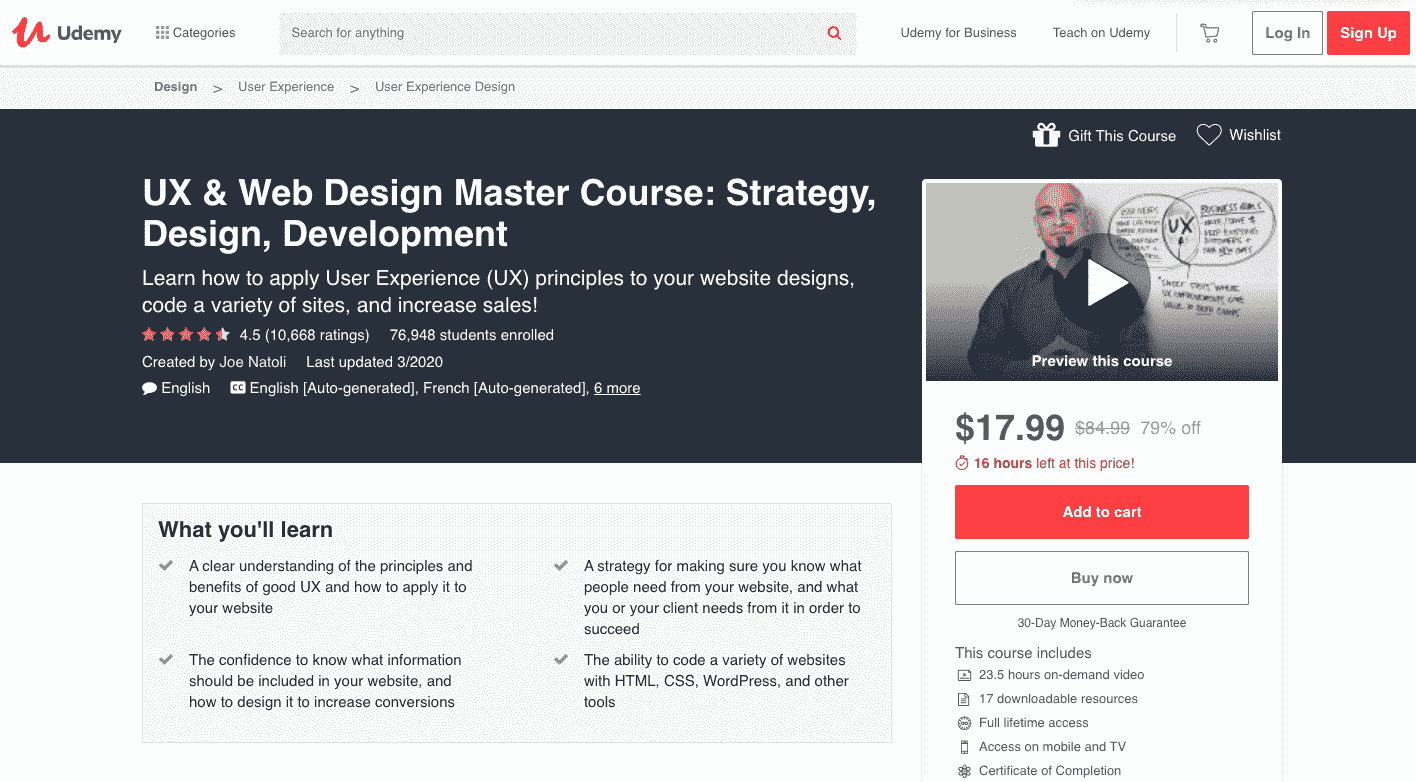 Udemy
Categories
Search for anything
Udemy for Business
Teach on Udemy
Log In
Sign Up
Design > User Experience > User Experience Design
Gift This Course
Wishlist
UX & Web Design Master Course: Strategy,
Design, Development
Learn how to apply User Experience (UX) principles to your website designs,
code a variety of sites, and increase sales!
4.5 (10,668 ratings) 76,948 students enrolled
Created by Joe Natoli Last updated 3/2020
English CC English [Auto-generated], French [Auto-generated], 6 more
USER NEEDS
BUSINESS GOALS
UX
Preview this course
$17.99 $84.99 79% off
16 hours left at this price!
Add to cart
Buy now
30-Day Money-Back Guarantee
This course includes
23.5 hours on-demand video
17 downloadable resources
Full lifetime access
Access on mobile and TV
Certificate of Completion
What you'll learn
A clear understanding of the principles and
benefits of good UX and how to apply it to
your website
A strategy for making sure you know what
people need from your website, and what
you or your client needs from it in order to
succeed
The confidence to know what information
should be included in your website, and
how to design it to increase conversions
The ability to code a variety of websites
with HTML, CSS, WordPress, and other
tools